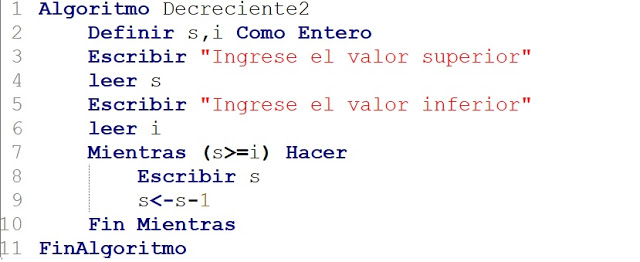 1 Algoritmo Decreciente2
2 Definir s,i Como Entero
3 Escribir "Ingrese el valor superior"
4 leer s
5 Escribir "Ingrese el valor inferior"
6 leer i
7 Mientras (s>=i) Hacer
8 Escribir s
9 s<-s-1
10 Fin Mientras
11 FinAlgoritmo